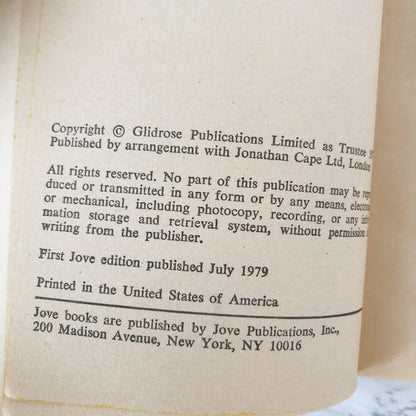 Copyright © Glidrose Publications Limited as Trustee
Published by arrangement with Jonathan Cape Ltd, London
All rights reserved. No part of this publication may be
duced or transmitted in any form or by any means,
or mechanical, including photocopy, recording, or any
mation storage and retrieval system, without permission
writing from the publisher.
First Jove edition published July 1979
Printed in the United States of America
Jove books are published by Jove Publications, Inc.,
200 Madison Avenue, New York, NY 10016